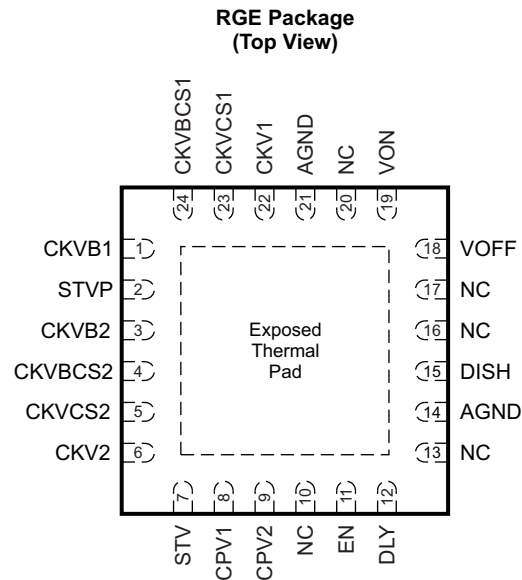 RGE Package
(Top View)
CKVBCS1
CKVCS1
CKV1
AGND
NC
VON
24
23
22
21
20
19
CKVB1 1
STVP 2
CKVB2 3
CKVBCS2 4
CKVCS2 5
CKV2 6
Exposed
Thermal
Pad
18 VOFF
17 NC
16 NC
15 DISH
14 AGND
13 NC
7
8
9
10
11
12
STV
CPV1
CPV2
NC
EN
DLY